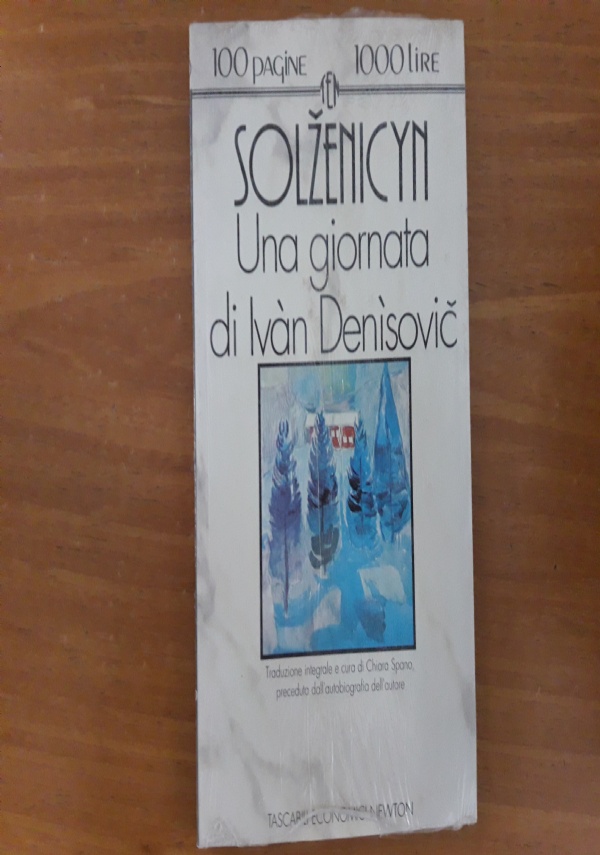 100 pagine 1000 lire
TEN
SOLŽENICYN
Una giornata
di Ivàn Denìsovič
Traduzione integrale e cura di Chiara Spano,
preceduta dall'autobiografia dell'autore
TASCABILI ECONOMICI NEWTON